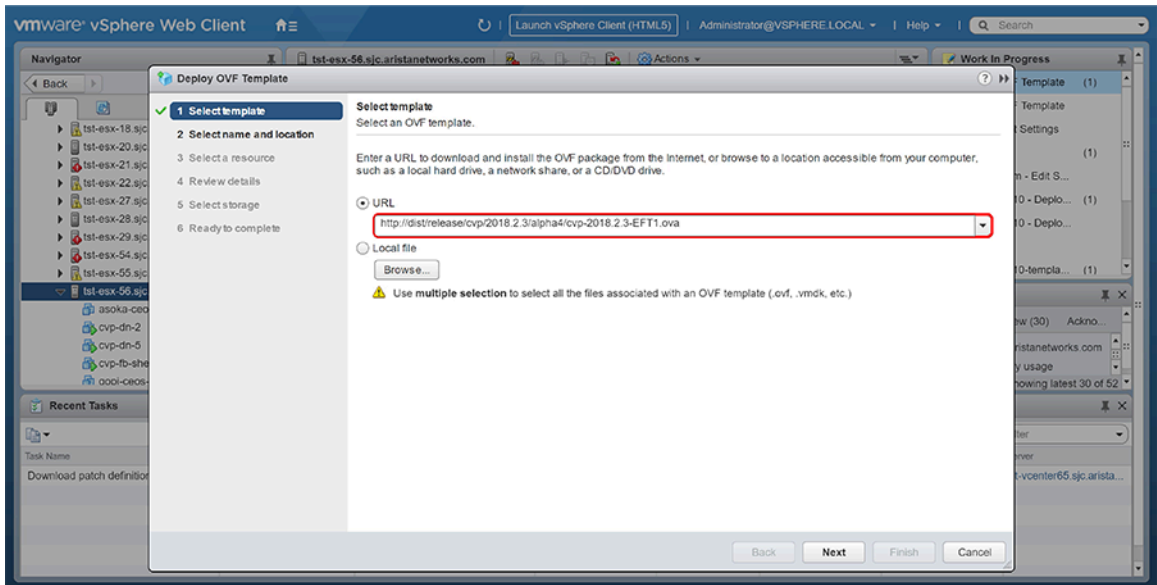 vmware® vSphere Web Client
Launch vSphere Client (HTML5)
Administrator@VSPHERE.LOCAL
Help
Search
Navigator
tst-esx-56.sjc.aristanetworks.com
Actions
Work In Progress
Back
Deploy OVF Template
Template (1)
Template
Settings
(1)
- Edit S...
10 - Deplo... (1)
10 - Deplo...
10-templa... (1)
tst-esx-18.sjc
tst-esx-20.sjc
tst-esx-21.sjc
tst-esx-22.sjc
tst-esx-27.sjc
tst-esx-28.sjc
tst-esx-29.sjc
tst-esx-54.sjc
tst-esx-55.sjc
tst-esx-56.sjc
asoka-ceo
cvp-dn-2
cvp-dn-5
cvp-fb-she
1 Select template
2 Select name and location
3 Select a resource
4 Review details
5 Select storage
6 Ready to complete
Select template
Select an OVF template.
Enter a URL to download and install the OVF package from the Internet, or browse to a location accessible from your computer,
such as a local hard drive, a network share, or a CD/DVD drive.
URL
http://dist/release/cvp/2018.2.3/alpha4/cvp-2018.2.3-EFT1.ova
Local file
Browse...
Use multiple selection to select all the files associated with an OVF template (.ovf, .vmdk, etc.)
ew (30) Ackno...
ristanetworks.com
y usage
howing latest 30 of 52
Recent Tasks
Task Name
Download patch definition
lter
erver
t-vcenter65.sjc.arista...
Back
Next
Finish
Cancel